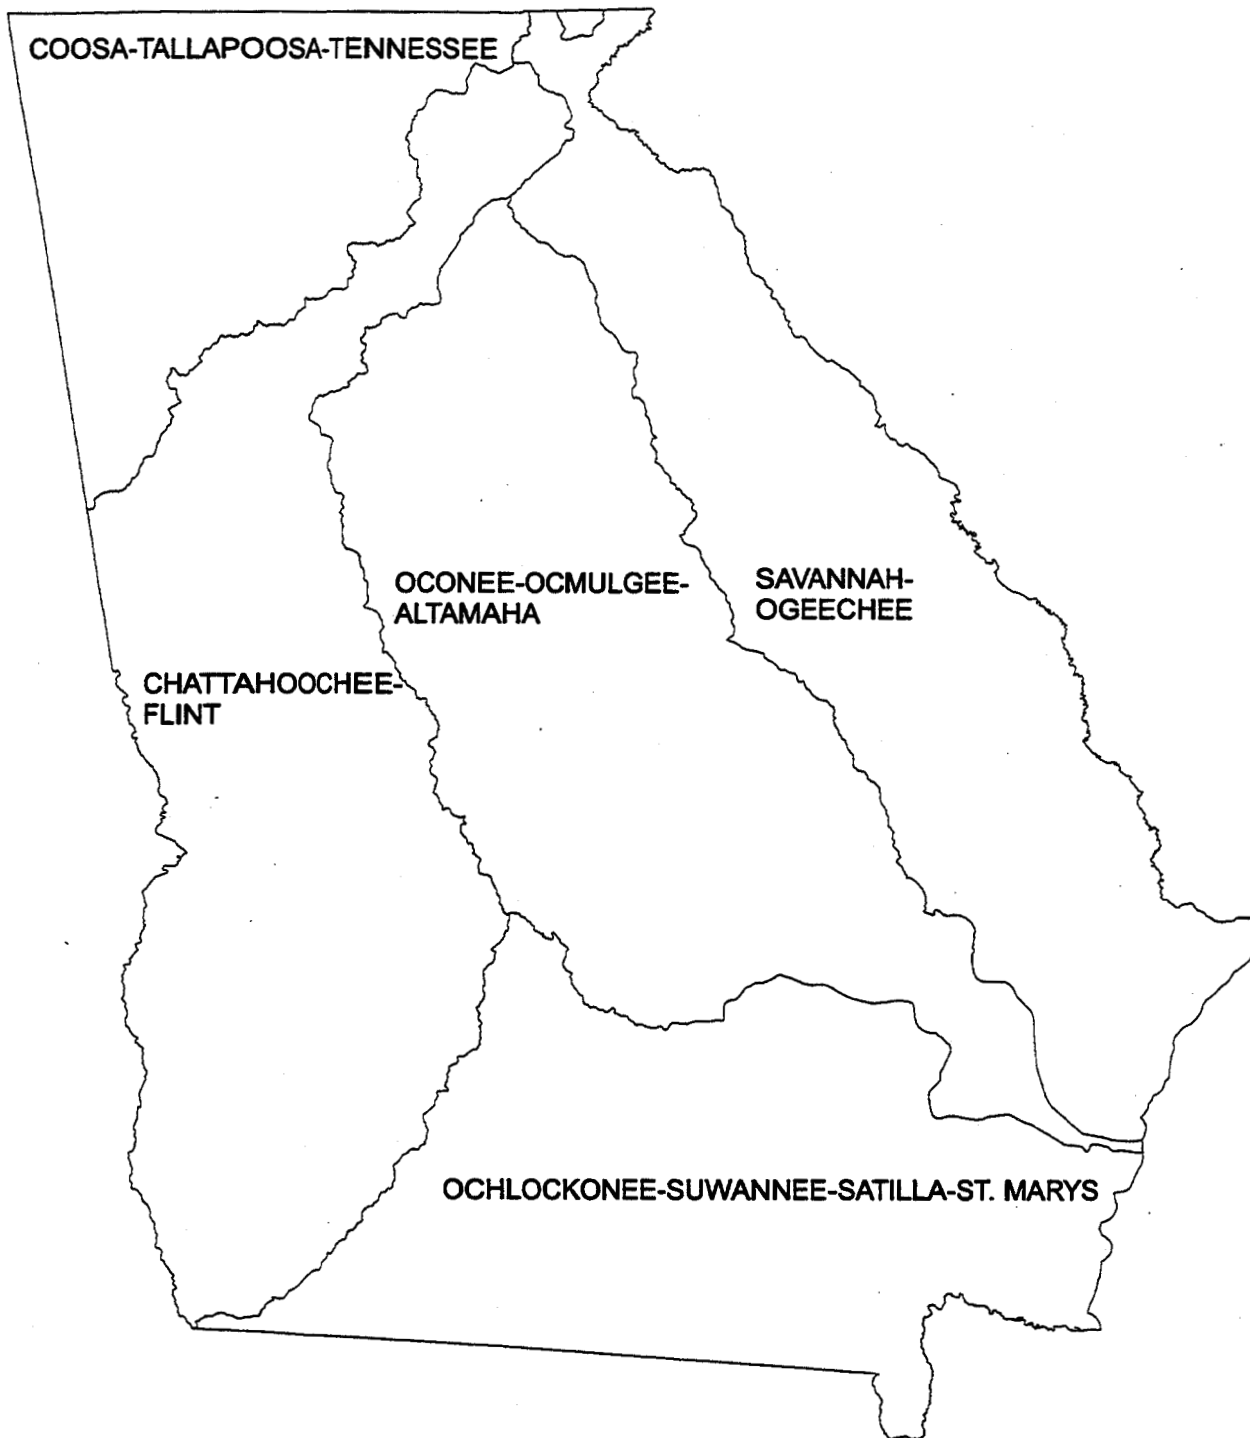 COOSA-TALLAPOOSA-TENNESSEE
OCONEE-OCMULGEE-
ALTAMAHA
SAVANNAH-
OGEECHEE
CHATTAHOOCHEE-
FLINT
OCHLOCKONEE-SUWANNEE-SATILLA-ST. MARYS